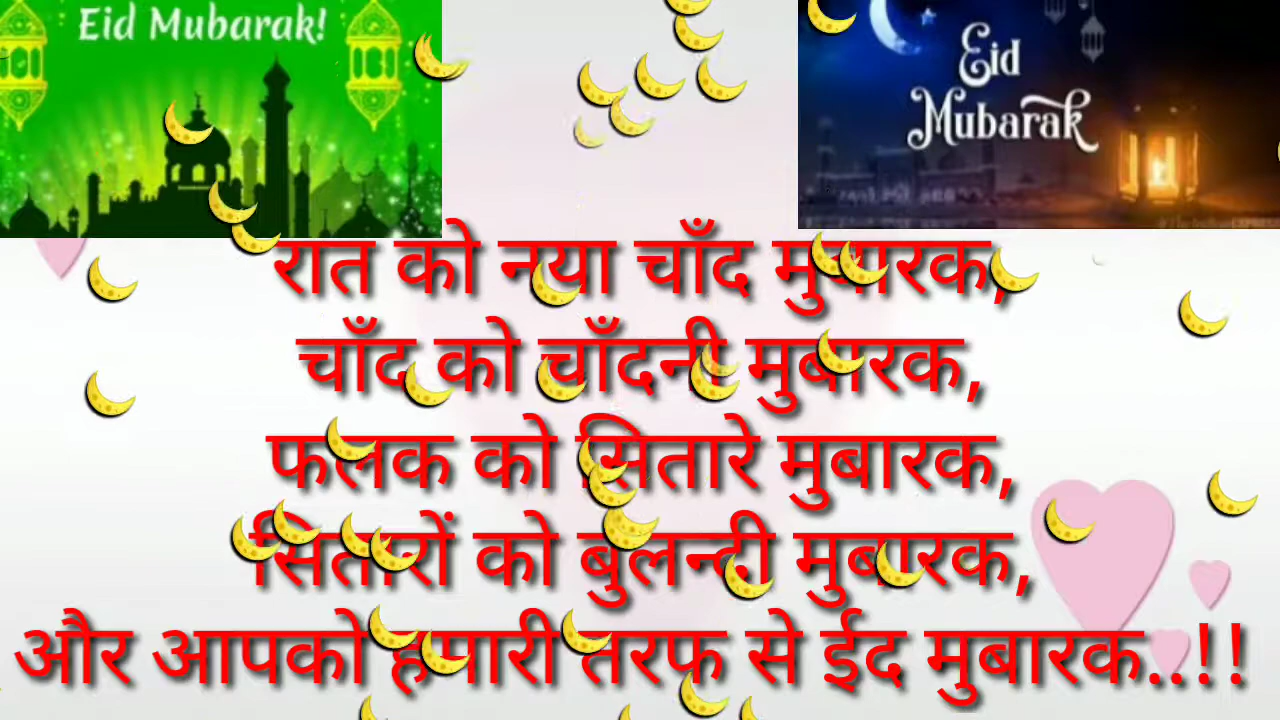 Eid Mubarak!
Eid
Mubarak
रात को नया चाँद मुबारक,
चाँद को चाँदनी मुबारक,
फलक को सितारे मुबारक,
सितारों को बुलन्दी मुबारक,
और आपको हमारी तरफ से ईद मुबारक..!!